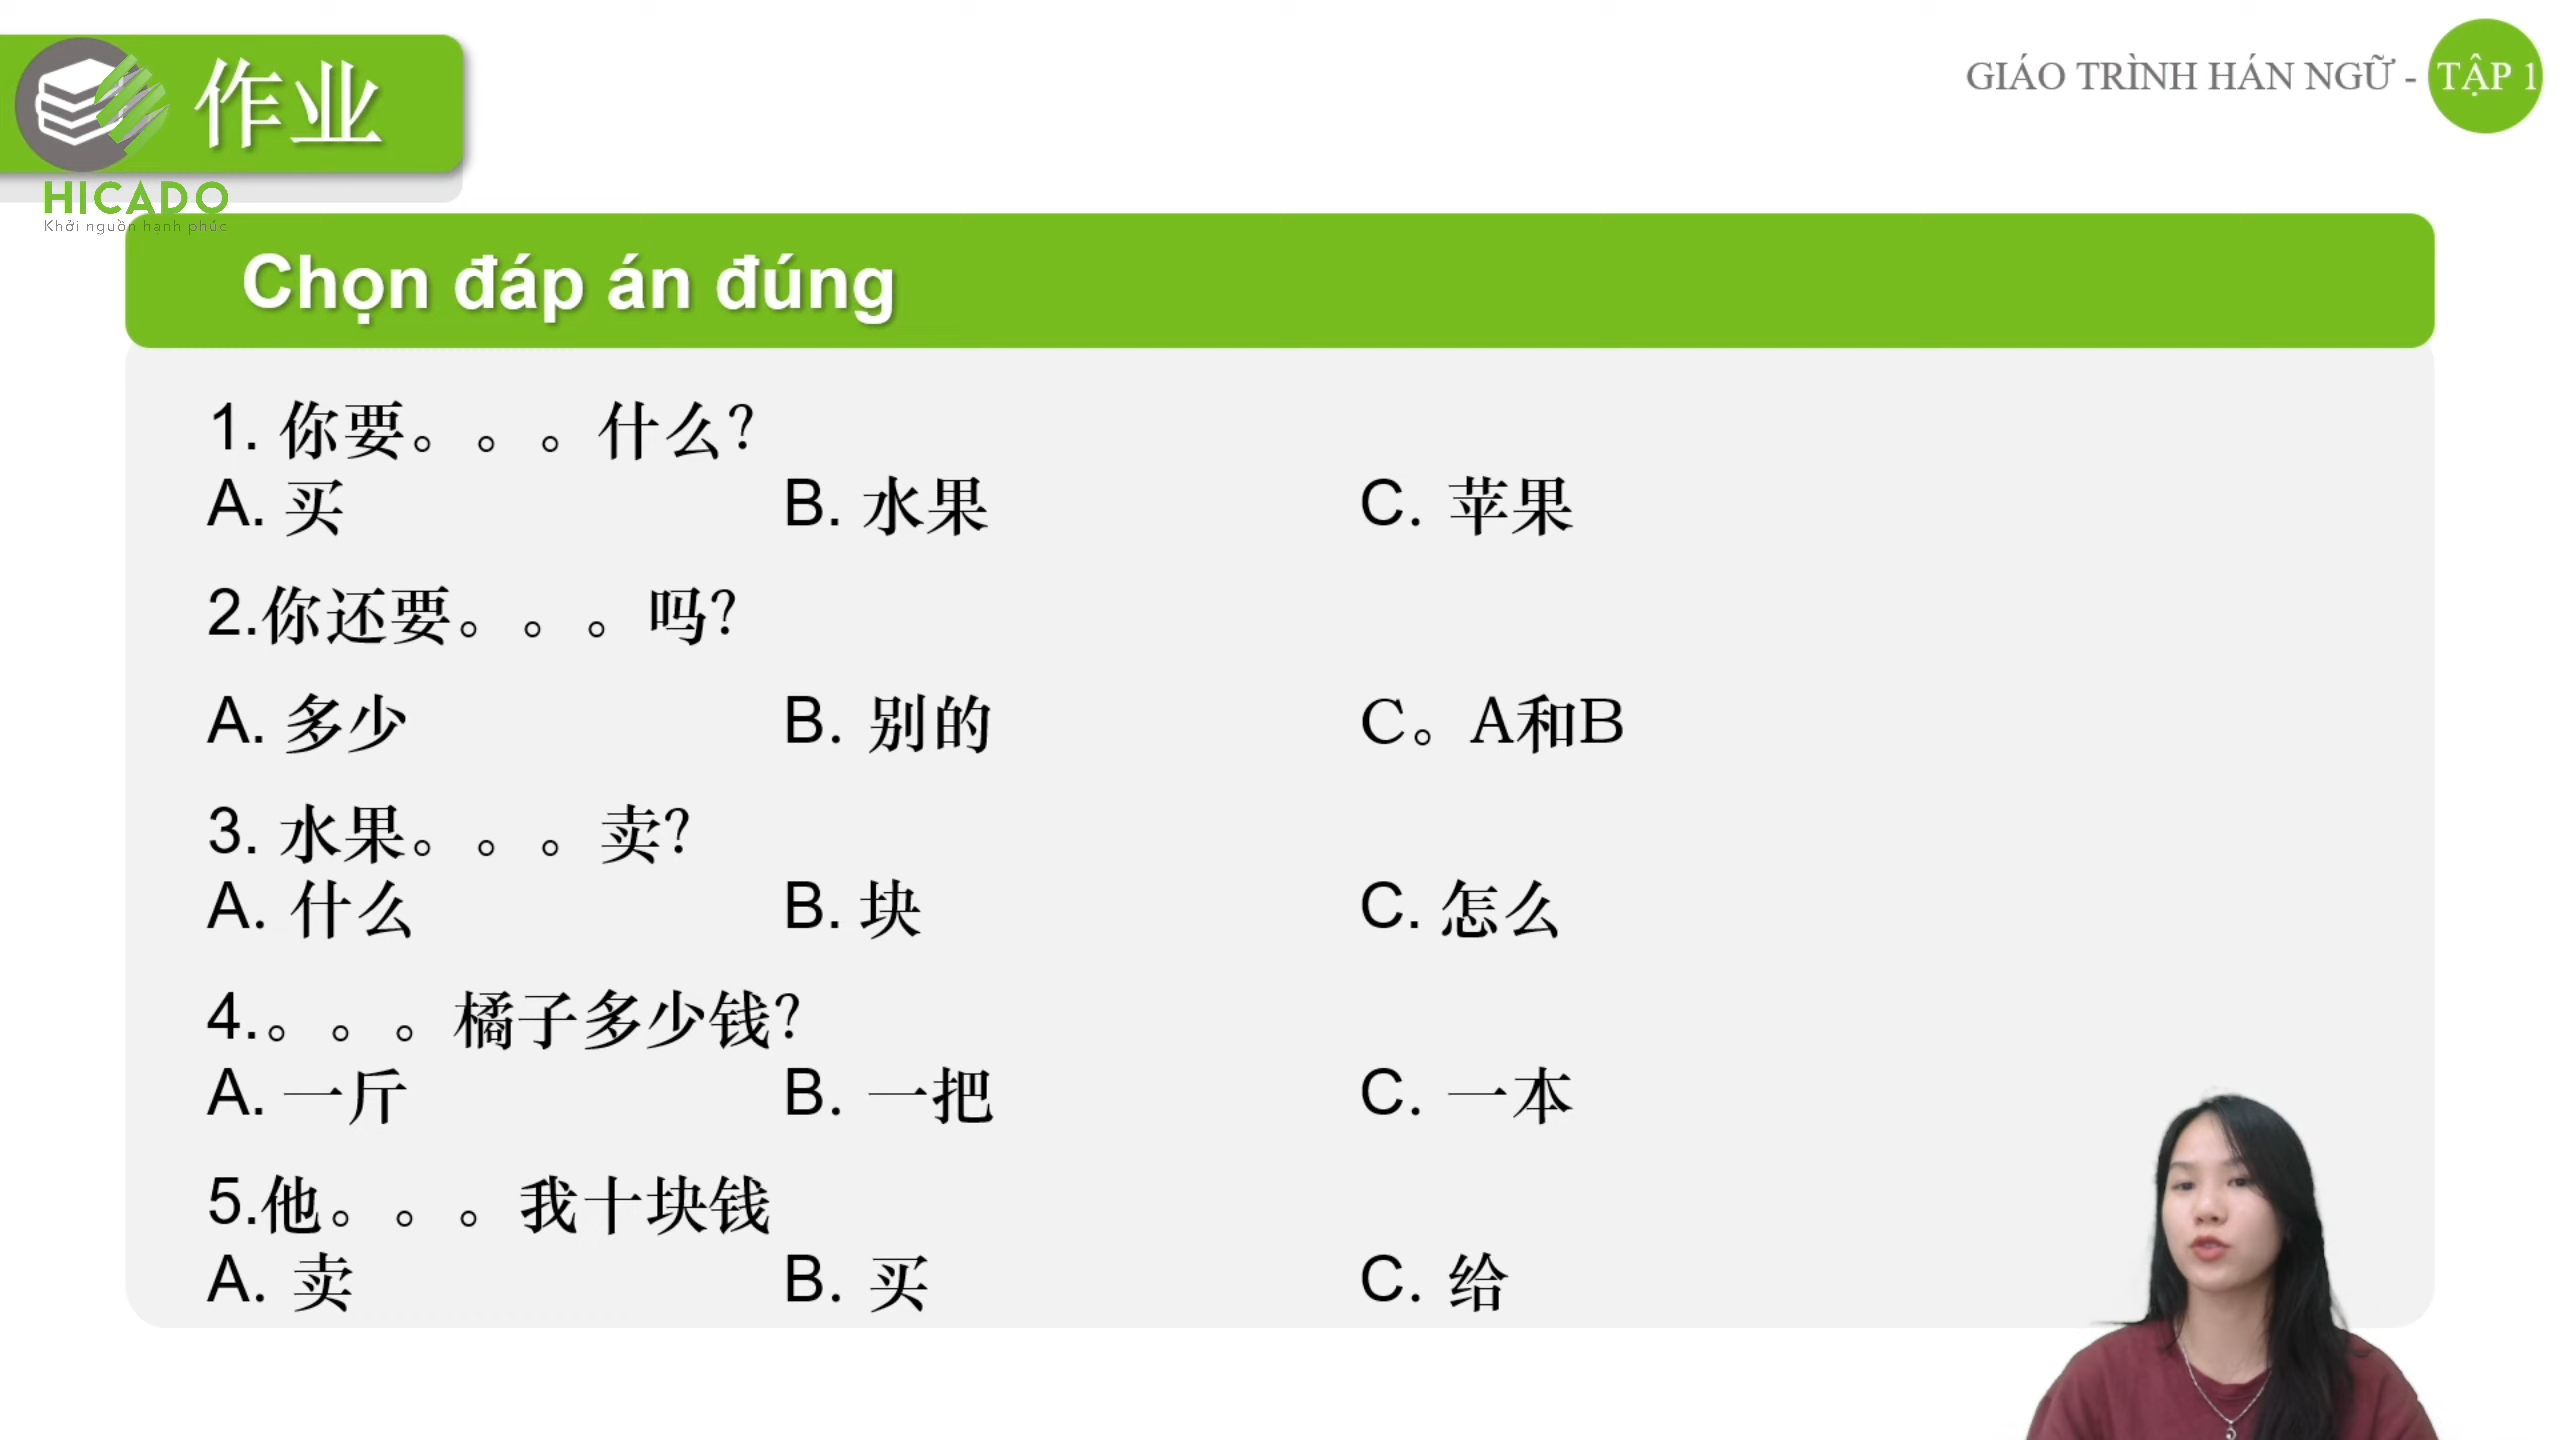 作业
GIÁO TRÌNH HÁN NGỮ - TẬP 1
HICADO
Khởi nguồn hạnh phúc
Chọn đáp án đúng
1. 你要。。。什么？
A. 买 B. 水果 C. 苹果
2.你还要。。。吗？
A. 多少 B. 别的 C。A和B
3. 水果。。。卖？
A. 什么 B. 块 C. 怎么
4.。。。橘子多少钱？
A. 一斤 B. 一把 C. 一本
5.他。。。我十块钱
A. 卖 B. 买 C. 给